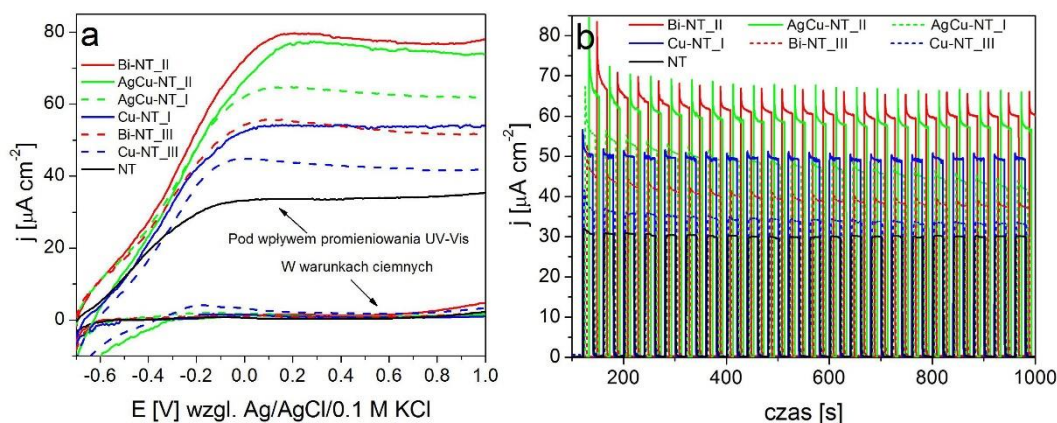 a
Bi-NT_II
AgCu-NT_II
AgCu-NT_I
Cu-NT_I
Bi-NT_III
Cu-NT_III
NT
Pod wpływem promieniowania UV-Vis
W warunkach ciemnych
j [µA cm⁻²]
80
60
40
20
0
-0.6 -0.4 -0.2 0.0 0.2 0.4 0.6 0.8 1.0
E [V] wzgl. Ag/AgCl/0.1 M KCl
b
Bi-NT_II AgCu-NT_II AgCu-NT_I
Cu-NT_I Bi-NT_III Cu-NT_III
NT
j [µA cm⁻²]
80
70
60
50
40
30
20
10
0
200 400 600 800 1000
czas [s]